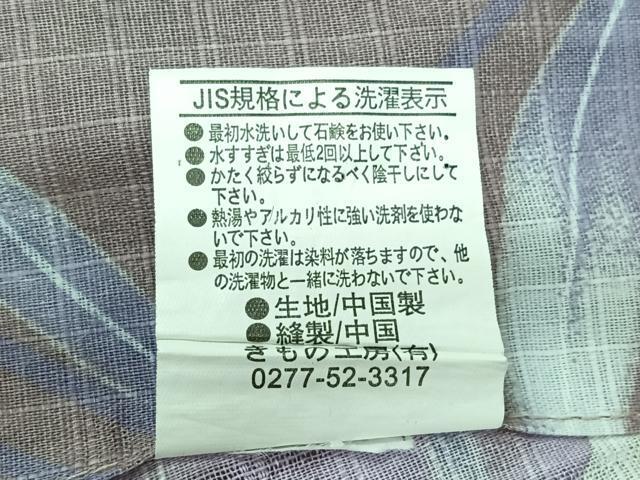 JIS規格による洗濯表示
●最初水洗いして石鹸をお使い下さい。
●水すすぎは最低2回以上して下さい。
●かたく絞らずになるべく陰干しにして
下さい。
●熱湯やアルカリ性に強い洗剤を使わな
いで下さい。
●最初の洗濯は染料が落ちますので、他
の洗濯物と一緒に洗わないで下さい。
●生地/中国製
●縫製/中国
きもの工房(有)
0277-52-3317